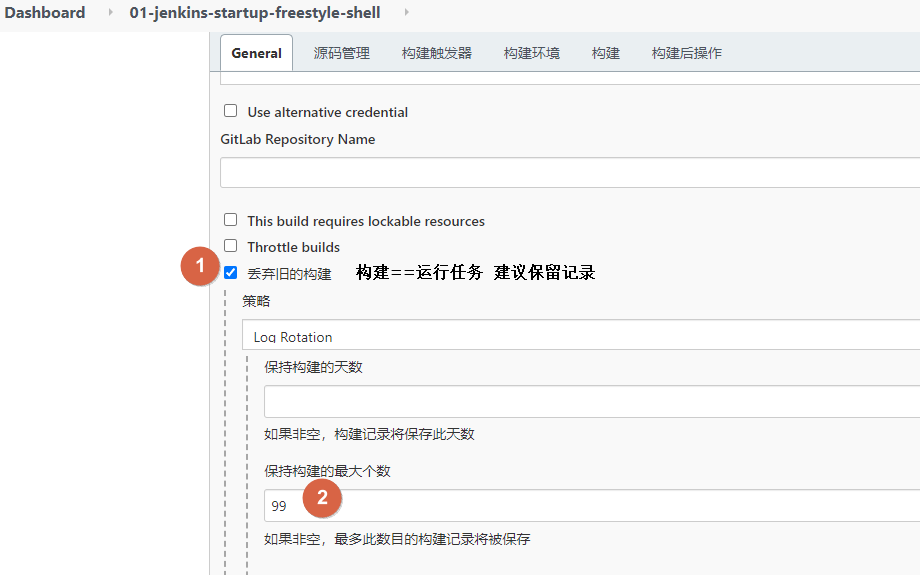 Dashboard 01-jenkins-startup-freestyle-shell
General 源码管理 构建触发器 构建环境 构建 构建后操作
Use alternative credential
GitLab Repository Name
This build requires lockable resources
Throttle builds
1 丢弃旧的构建 构建==运行任务 建议保留记录
策略
Log Rotation
保持构建的天数
如果非空，构建记录将保存此天数
保持构建的最大个数
99 2
如果非空，最多此数目的构建记录将被保存